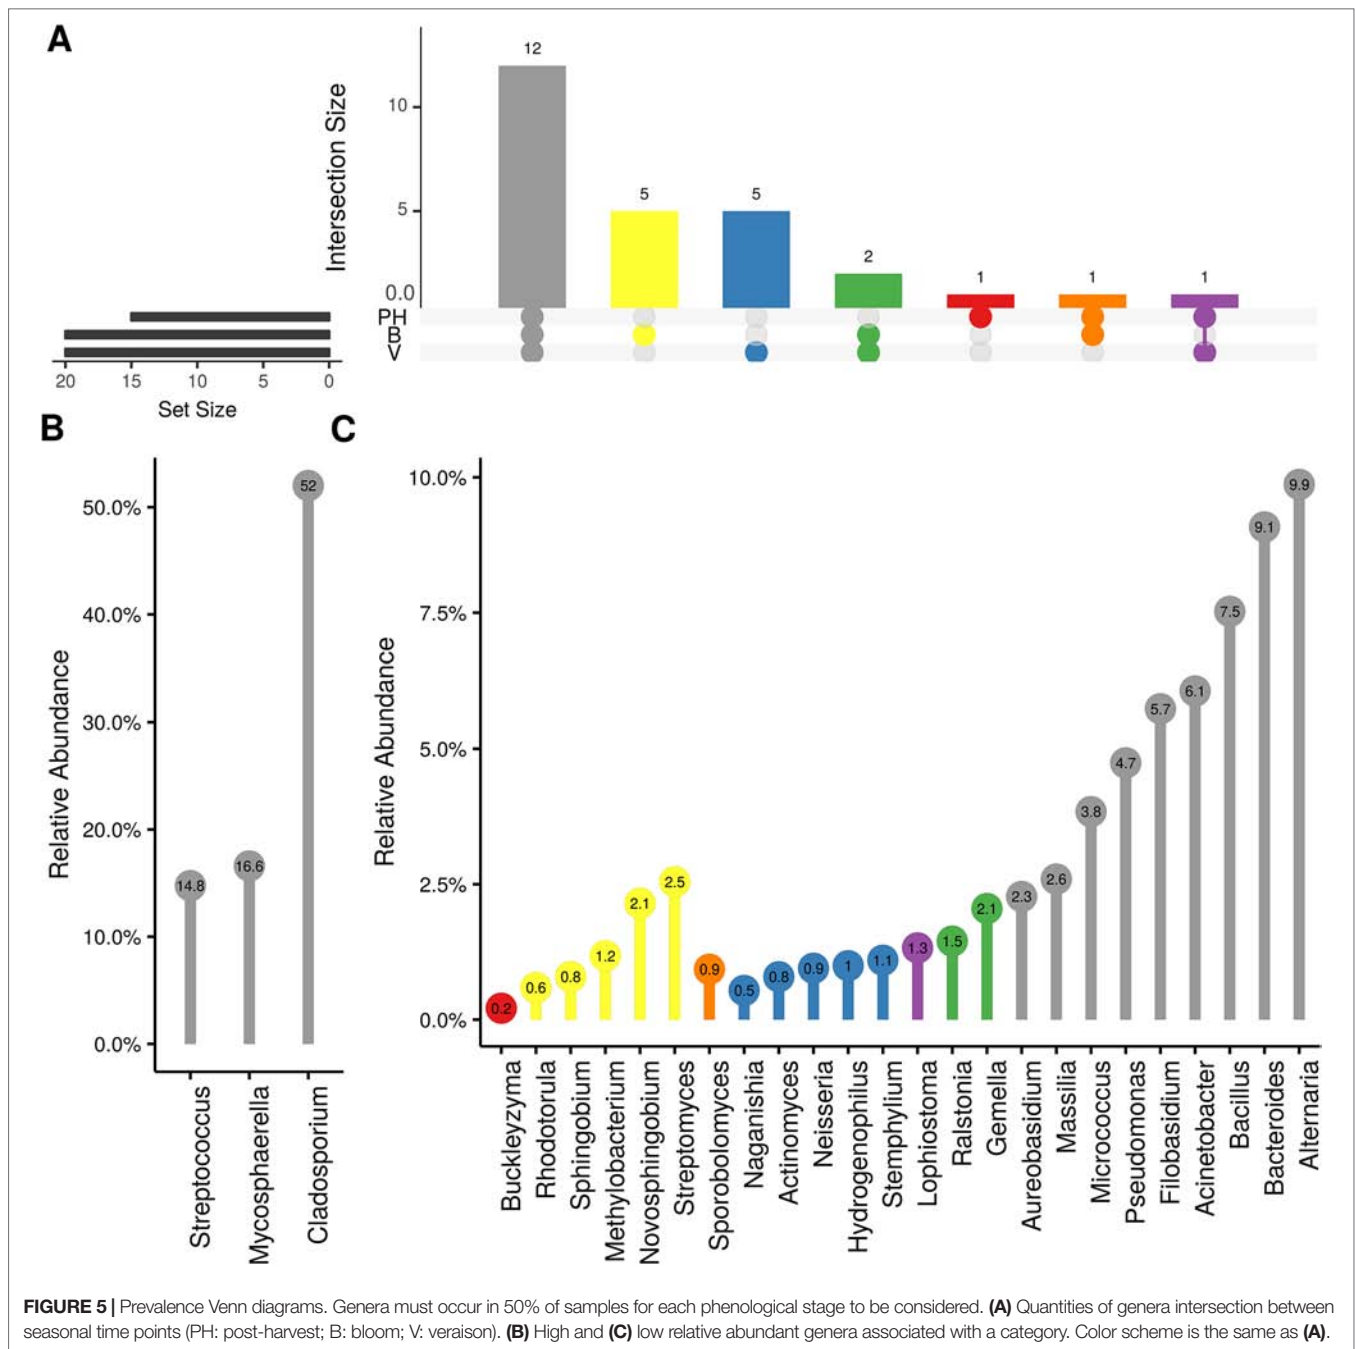 A
Intersection Size
12
10
5
5
5
2
1
1
1
0.0
PH
B
V
20 15 10 5 0
Set Size
B
C
Relative Abundance
50.0%
40.0%
30.0%
20.0%
10.0%
0.0%
14.8 16.6 52
Streptococcus
Mycosphaerella
Cladosporium
Relative Abundance
10.0%
7.5%
5.0%
2.5%
0.0%
0.2 0.6 0.8 1.2 2.1 2.5 0.9 0.5 0.8 0.9 1 1.1 1.3 1.5 2.1 2.3 2.6 3.8 4.7 5.7 6.1 7.5 9.1 9.9
Buckleyzyma
Rhodotorula
Sphingobium
Methylobacterium
Novosphingobium
Streptomyces
Sporobolomyces
Naganishia
Actinomyces
Neisseria
Hydrogenophilus
Stemphylium
Lophiostoma
Ralstonia
Gemella
Aureobasidium
Massilia
Micrococcus
Pseudomonas
Filobasidium
Acinetobacter
Bacillus
Bacteroides
Alternaria
FIGURE 5 | Prevalence Venn diagrams. Genera must occur in 50% of samples for each phenological stage to be considered. (A) Quantities of genera intersection between
seasonal time points (PH: post-harvest; B: bloom; V: veraison). (B) High and (C) low relative abundant genera associated with a category. Color scheme is the same as (A).